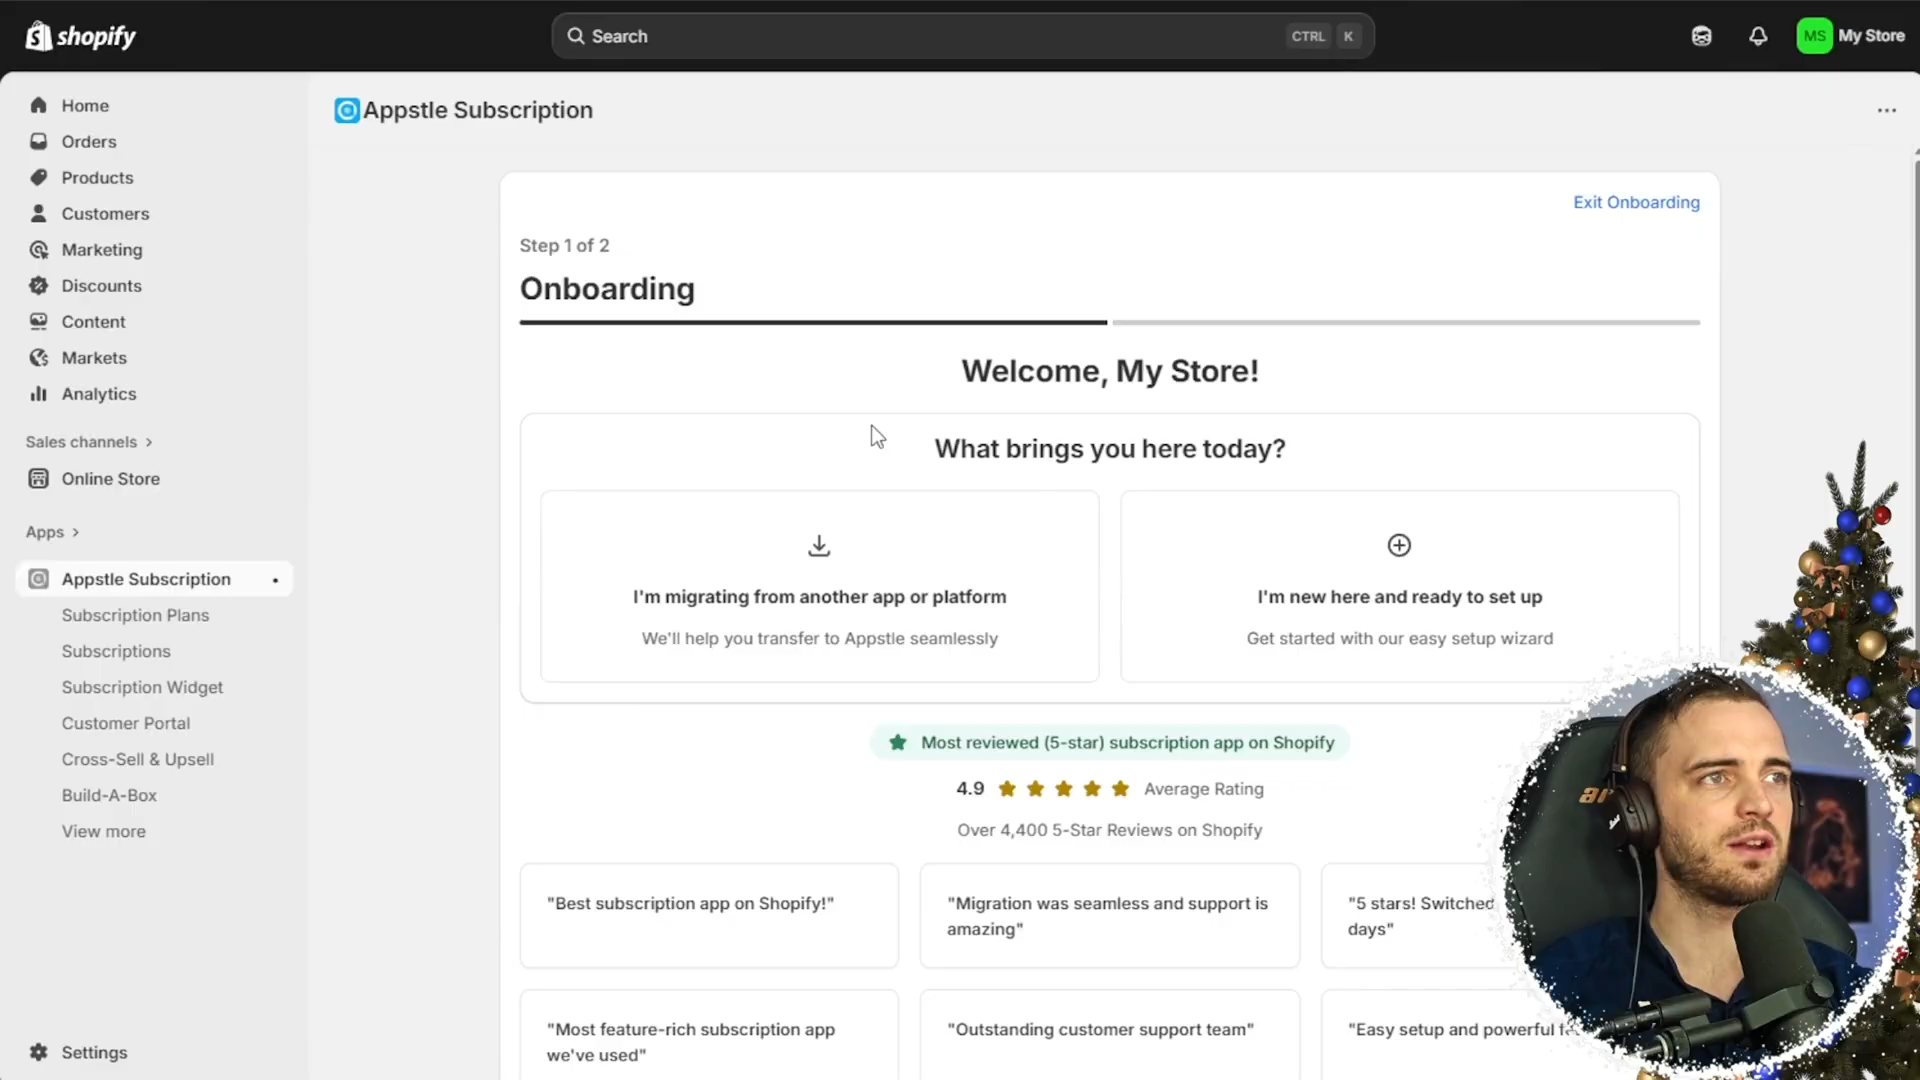 shopify
Search
CTRL K
MS My Store
Home
Orders
Products
Customers
Marketing
Discounts
Content
Markets
Analytics
Sales channels
Online Store
Apps
Appstle Subscription
Subscription Plans
Subscriptions
Subscription Widget
Customer Portal
Cross-Sell & Upsell
Build-A-Box
View more
Settings
Appstle Subscription
Exit Onboarding
Step 1 of 2
Onboarding
Welcome, My Store!
What brings you here today?
I'm migrating from another app or platform
We'll help you transfer to Appstle seamlessly
I'm new here and ready to set up
Get started with our easy setup wizard
Most reviewed (5-star) subscription app on Shopify
4.9 Average Rating
Over 4,400 5-Star Reviews on Shopify
"Best subscription app on Shopify!"
"Migration was seamless and support is
amazing"
"5 stars! Switched
days"
"Most feature-rich subscription app
we've used"
"Outstanding customer support team"
"Easy setup and powerful